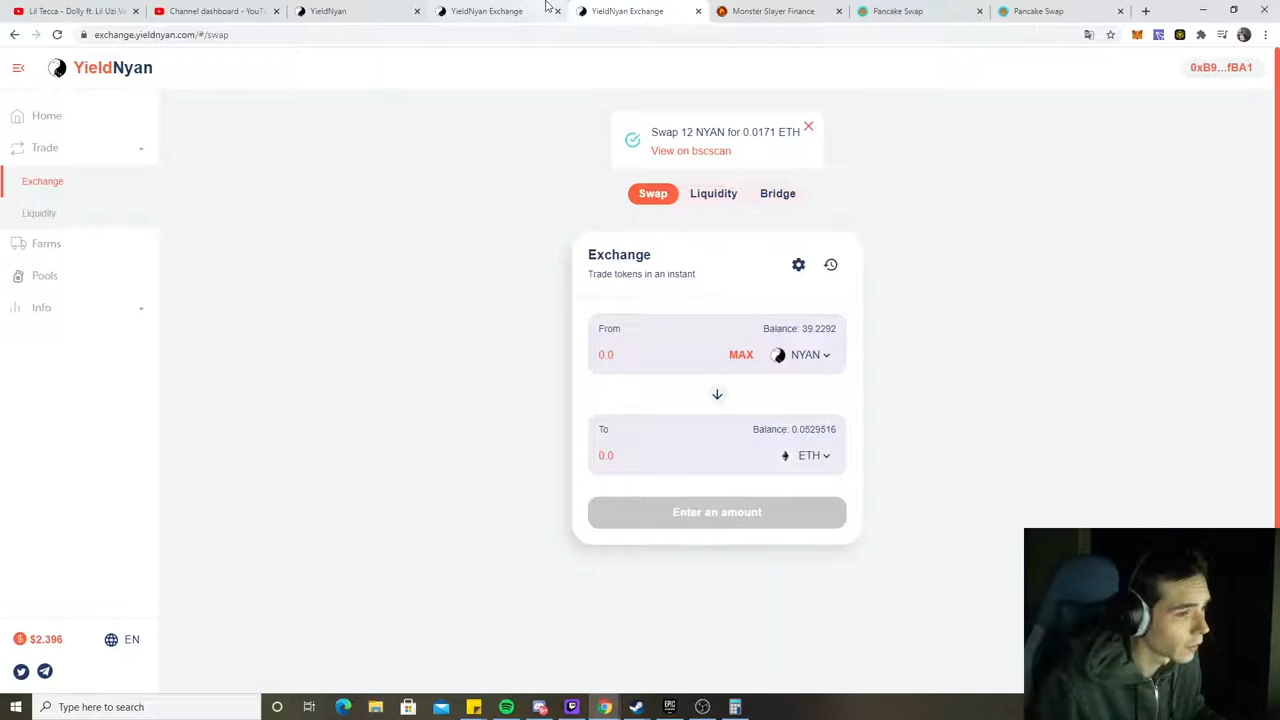 Lil Tecca - Dolly ft. Lil Uzi Ve
Channel dashboard - YouTu
YieldNyan
YieldNyan Exchange
YieldNyan Exchange
Monster Slayer Finance
Pancake Swap
Pancake Swap
exchange.yieldnyan.com/#/swap
YieldNyan
0xB9...fBA1
Home
Trade
Exchange
Liquidity
Farms
Pools
Info
Swap 12 NYAN for 0.0171 ETH
View on bscscan
Swap
Liquidity
Bridge
Exchange
Trade tokens in an instant
From
Balance: 39.2292
0.0
MAX
NYAN
To
Balance: 0.0529516
0.0
ETH
Enter an amount
$2.396
EN
Type here to search